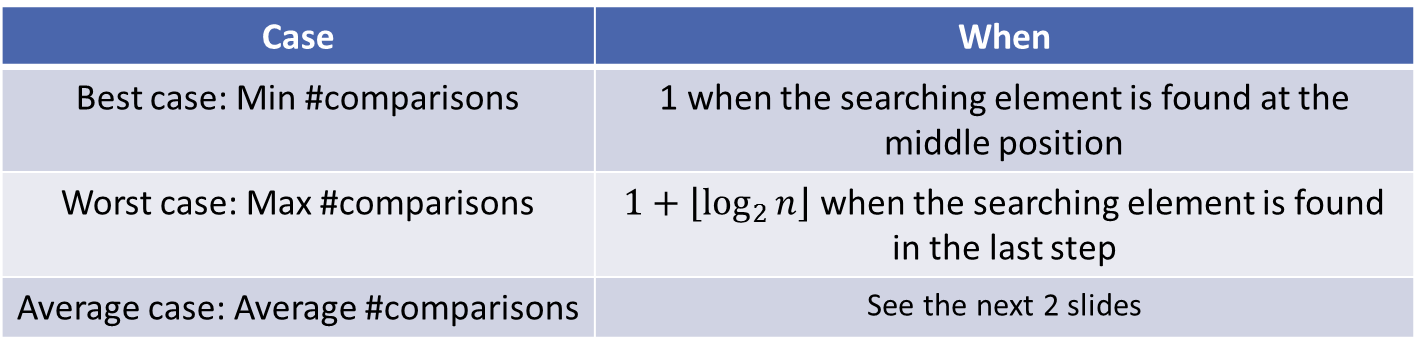 Case
When
Best case: Min #comparisons
1 when the searching element is found at the
middle position
Worst case: Max #comparisons
1 + ⌊log₂ n⌋ when the searching element is found
in the last step
Average case: Average #comparisons
See the next 2 slides